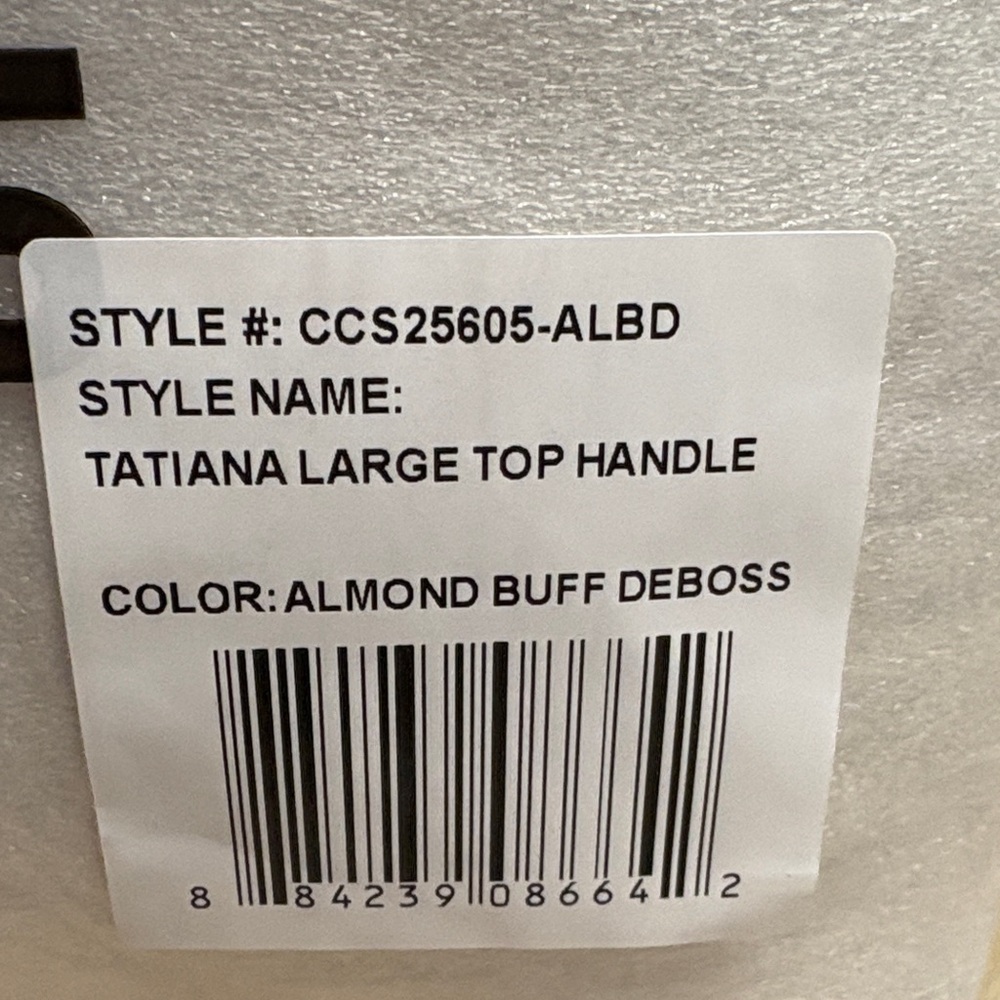 STYLE #: CCS25605-ALBD
STYLE NAME:
TATIANA LARGE TOP HANDLE
COLOR: ALMOND BUFF DEBOSS
8 84239 08664 2